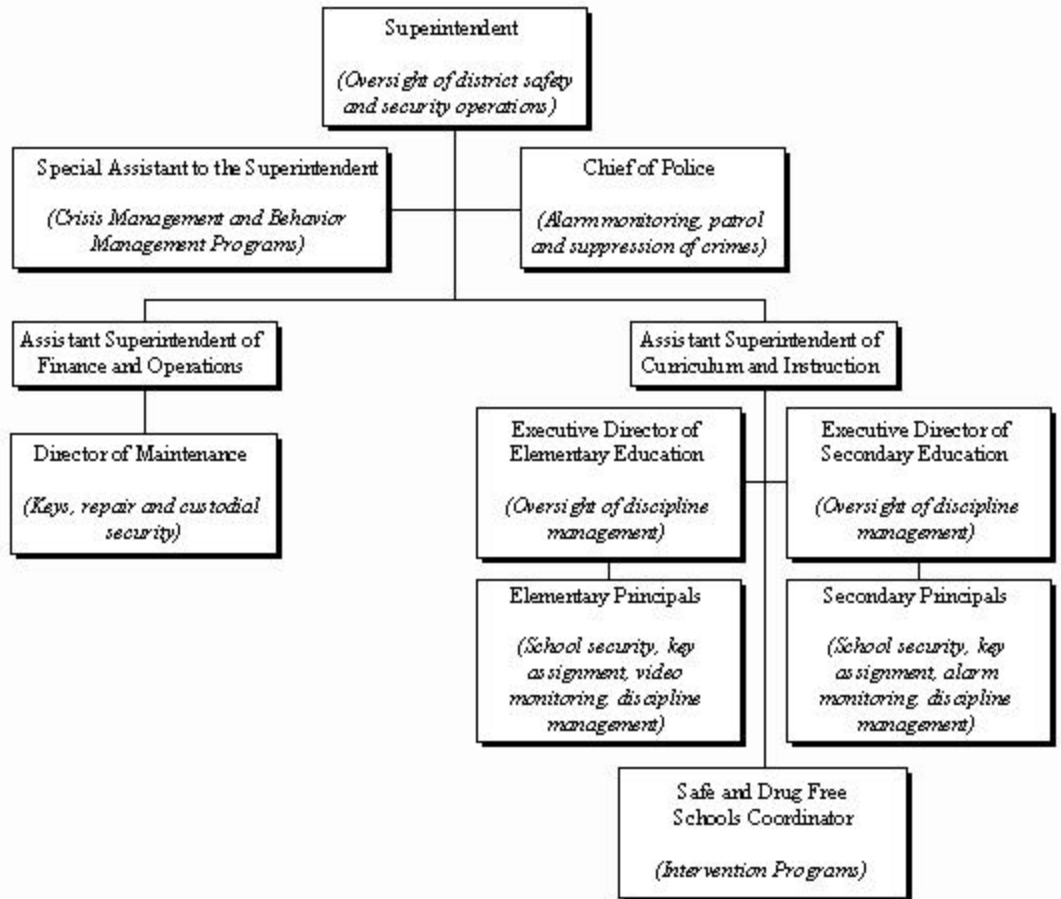 Superintendent
(Oversight of district safety
and security operations)
Special Assistant to the Superintendent
(Crisis Management and Behavior
Management Programs)
Chief of Police
(Alarm monitoring, patrol
and suppression of crimes)
Assistant Superintendent of
Finance and Operations
Assistant Superintendent of
Curriculum and Instruction
Director of Maintenance
(Keys, repair and custodial
security)
Executive Director of
Elementary Education
(Oversight of discipline
management)
Executive Director of
Secondary Education
(Oversight of discipline
management)
Elementary Principals
(School security, key
assignment, video
monitoring, discipline
management)
Secondary Principals
(School security, key
assignment, alarm
monitoring, discipline
management)
Safe and Drug Free
Schools Coordinator
(Intervention Programs)